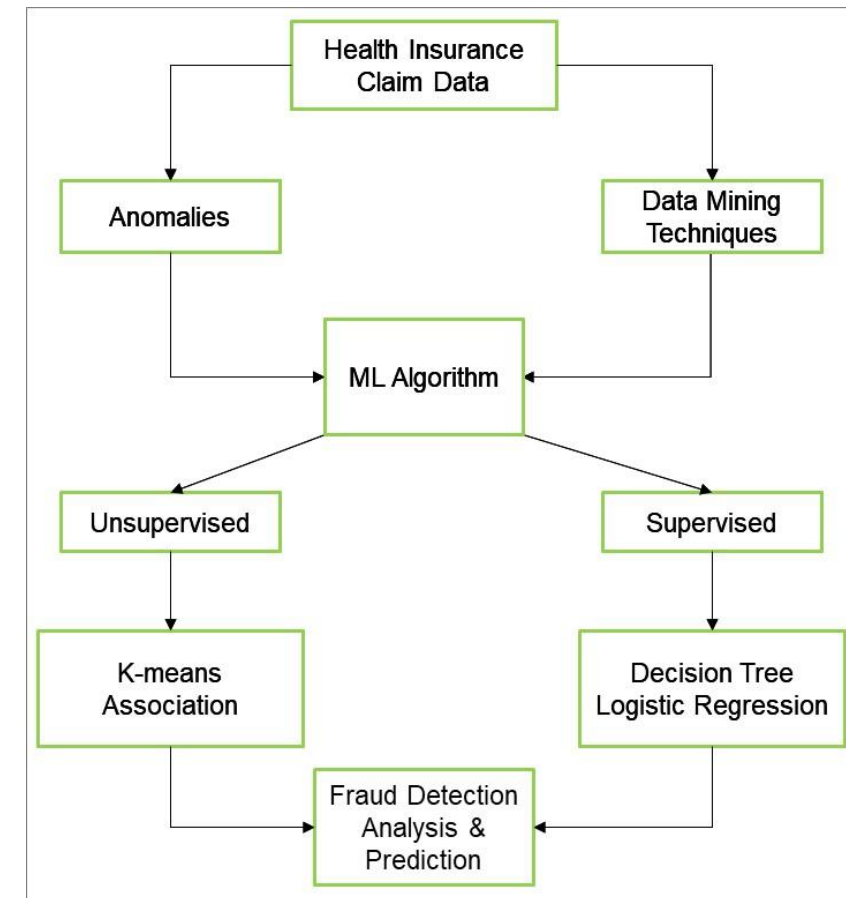 Health Insurance
Claim Data
Anomalies
Data Mining
Techniques
ML Algorithm
Unsupervised
Supervised
K-means
Association
Decision Tree
Logistic Regression
Fraud Detection
Analysis &
Prediction